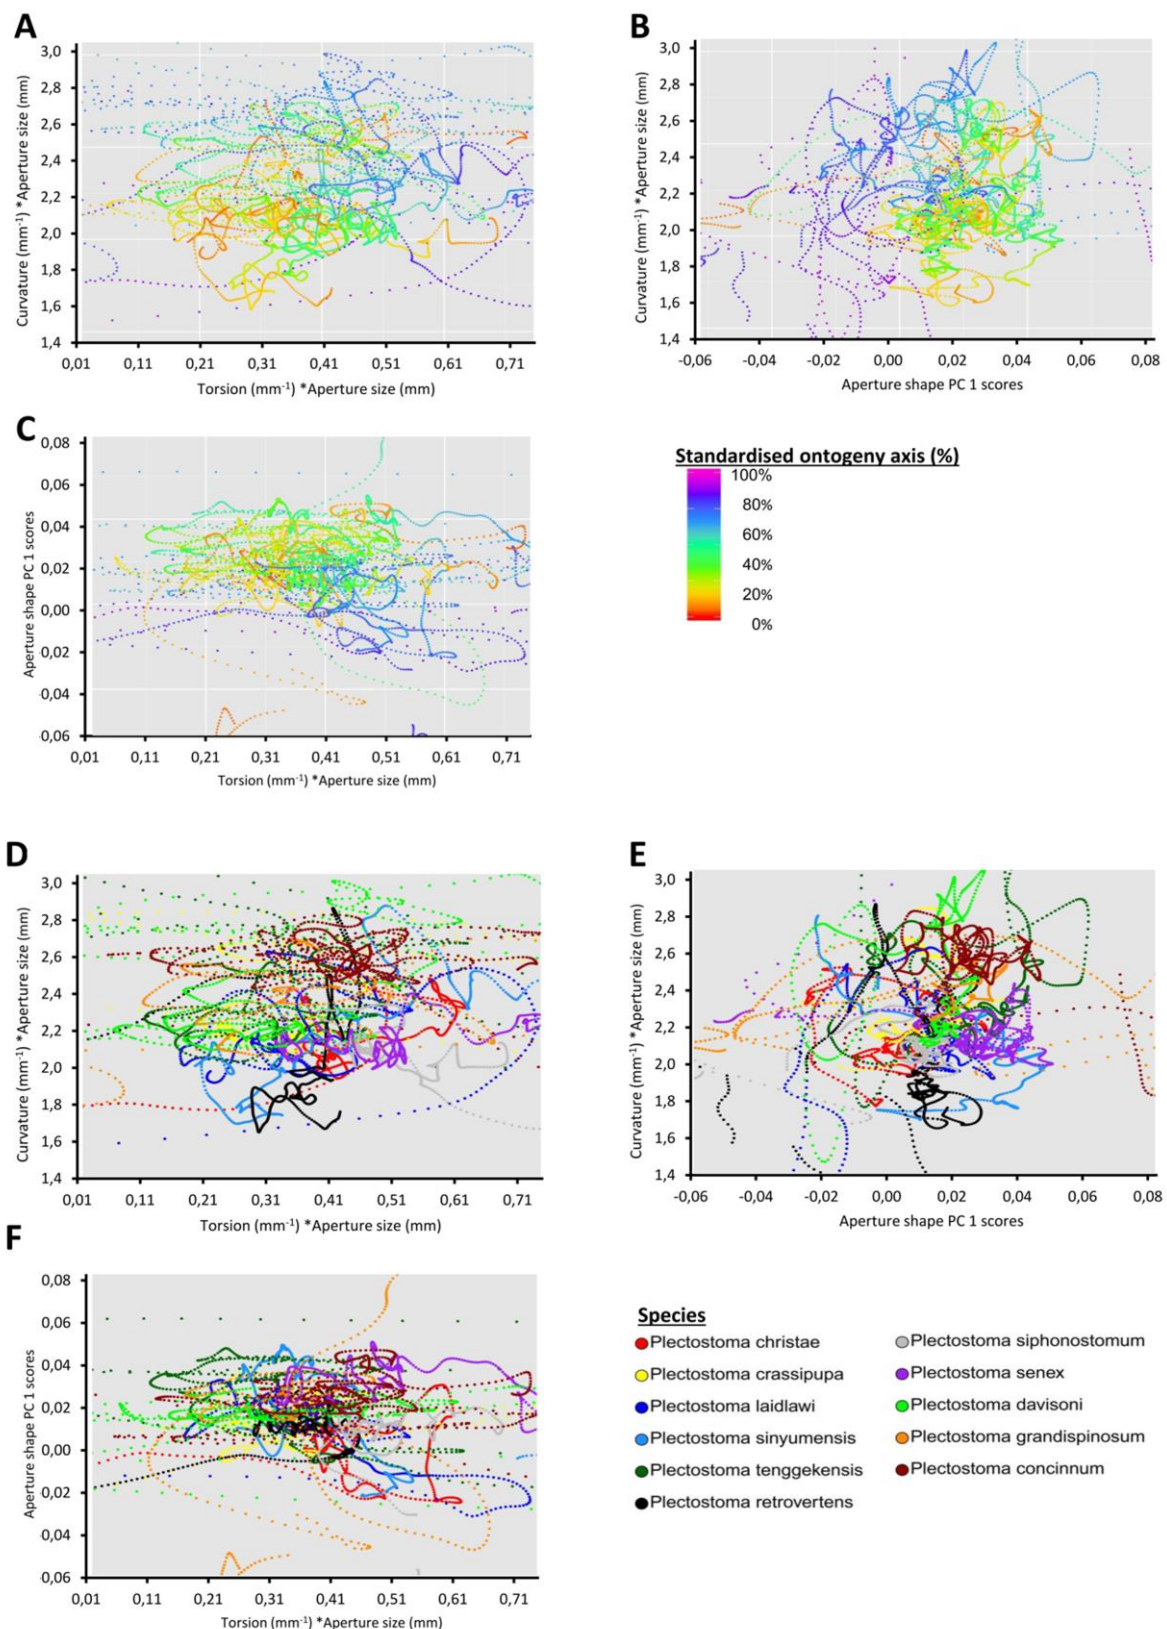 A
Curvature (mm⁻¹) *Aperture size (mm)
3,0
2,8
2,6
2,4
2,2
2,0
1,8
1,6
1,4
0,01 0,11 0,21 0,31 0,41 0,51 0,61 0,71
Torsion (mm⁻¹) *Aperture size (mm)
B
Curvature (mm⁻¹) *Aperture size (mm)
3,0
2,8
2,6
2,4
2,2
2,0
1,8
1,6
1,4
-0,06 -0,04 -0,02 0,00 0,02 0,04 0,06 0,08
Aperture shape PC 1 scores
C
Aperture shape PC 1 scores
0,08
0,06
0,04
0,02
0,00
0,02
0,04
0,06
0,01 0,11 0,21 0,31 0,41 0,51 0,61 0,71
Torsion (mm⁻¹) *Aperture size (mm)
Standardised ontogeny axis (%)
100%
80%
60%
40%
20%
0%
D
Curvature (mm⁻¹) *Aperture size (mm)
3,0
2,8
2,6
2,4
2,2
2,0
1,8
1,6
1,4
0,01 0,11 0,21 0,31 0,41 0,51 0,61 0,71
Torsion (mm⁻¹) *Aperture size (mm)
E
Curvature (mm⁻¹) *Aperture size (mm)
3,0
2,8
2,6
2,4
2,2
2,0
1,8
1,6
1,4
-0,06 -0,04 -0,02 0,00 0,02 0,04 0,06 0,08
Aperture shape PC 1 scores
F
Aperture shape PC 1 scores
0,08
0,06
0,04
0,02
0,00
-0,02
-0,04
0,06
0,01 0,11 0,21 0,31 0,41 0,51 0,61 0,71
Torsion (mm⁻¹) *Aperture size (mm)
Species
Plectostoma christae
Plectostoma crassipupa
Plectostoma laidlawi
Plectostoma sinyumensis
Plectostoma tenggekensis
Plectostoma retrovertens
Plectostoma siphonostomum
Plectostoma senex
Plectostoma davisoni
Plectostoma grandispinosum
Plectostoma concinnum